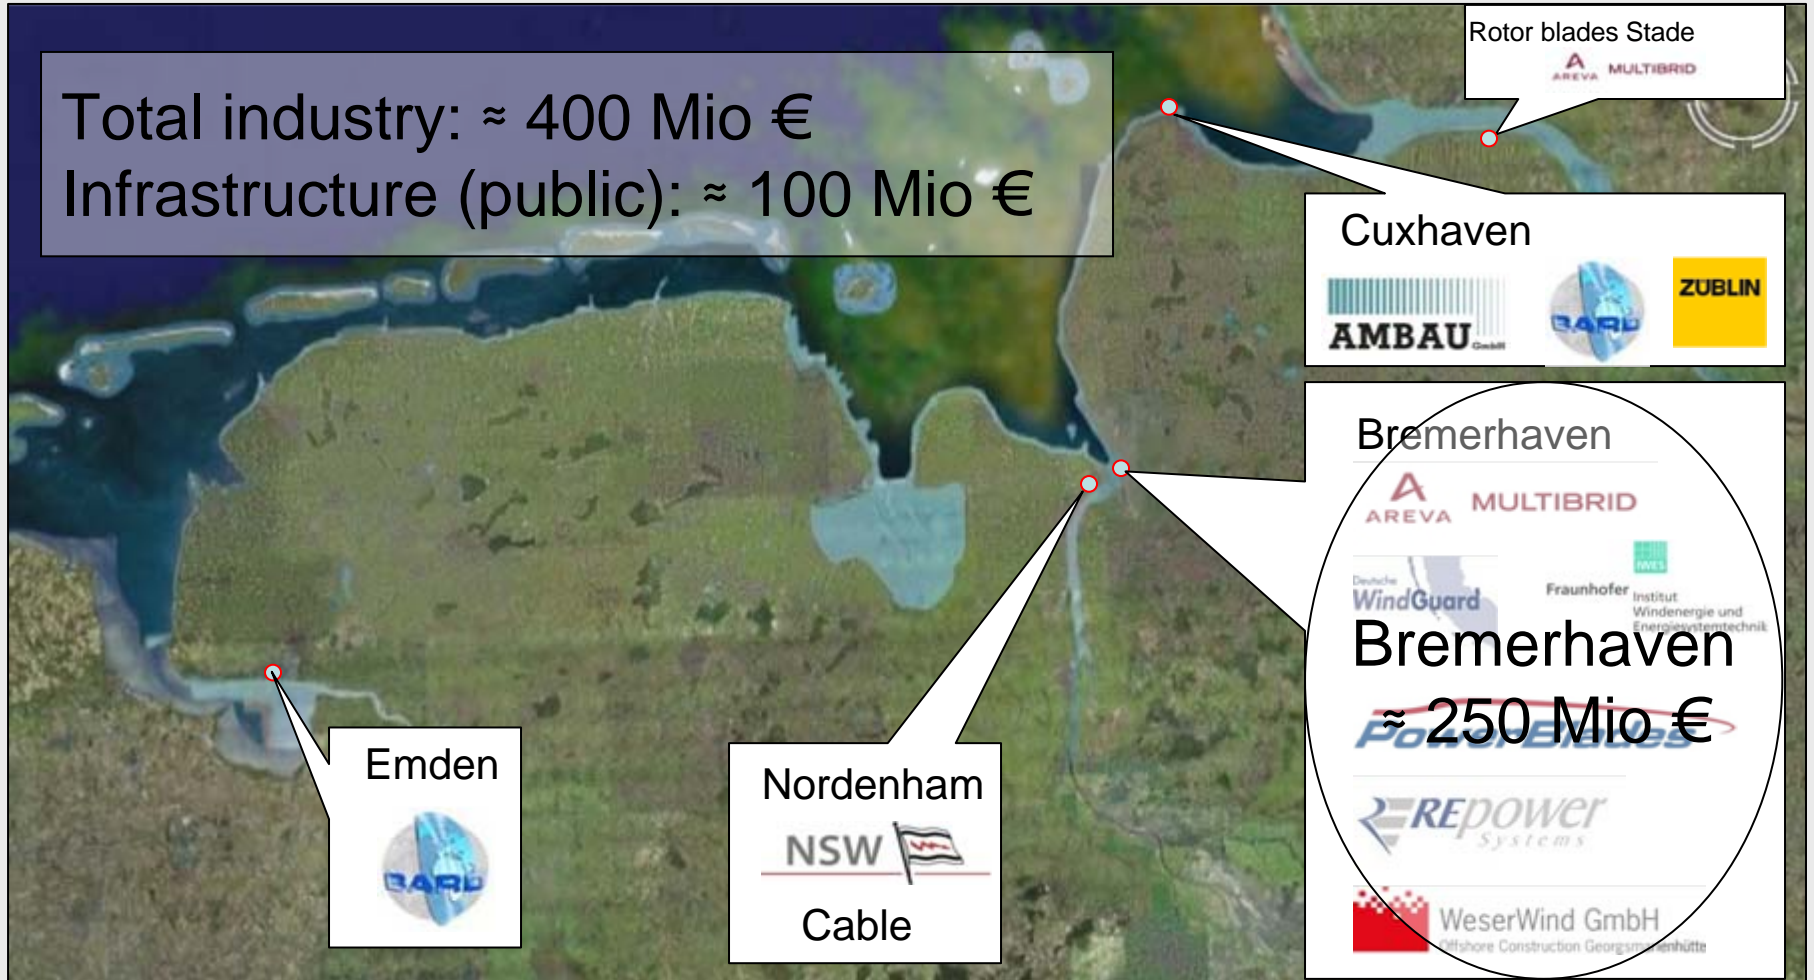 Total industry: ≈ 400 Mio €
Infrastructure (public): ≈ 100 Mio €
Rotor blades Stade
AREVA MULTIBRID
Cuxhaven
AMBAU GmbH
BARD
ZÜBLIN
Bremerhaven
AREVA MULTIBRID
Deutsche
WindGuard
IWES
Fraunhofer Institut
Windenergie und
Energiesystemtechnik
Bremerhaven
≈ 250 Mio €
PowerBlades
REpower
Systems
WeserWind GmbH
Offshore Construction Georgsmarienhütte
Emden
BARD
Nordenham
NSW
Cable